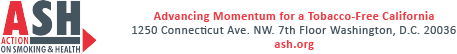 ASH
ACTION
ON SMOKING & HEALTH
Advancing Momentum for a Tobacco-Free California
1250 Connecticut Ave. NW. 7th Floor Washington, D.C. 20036
ash.org